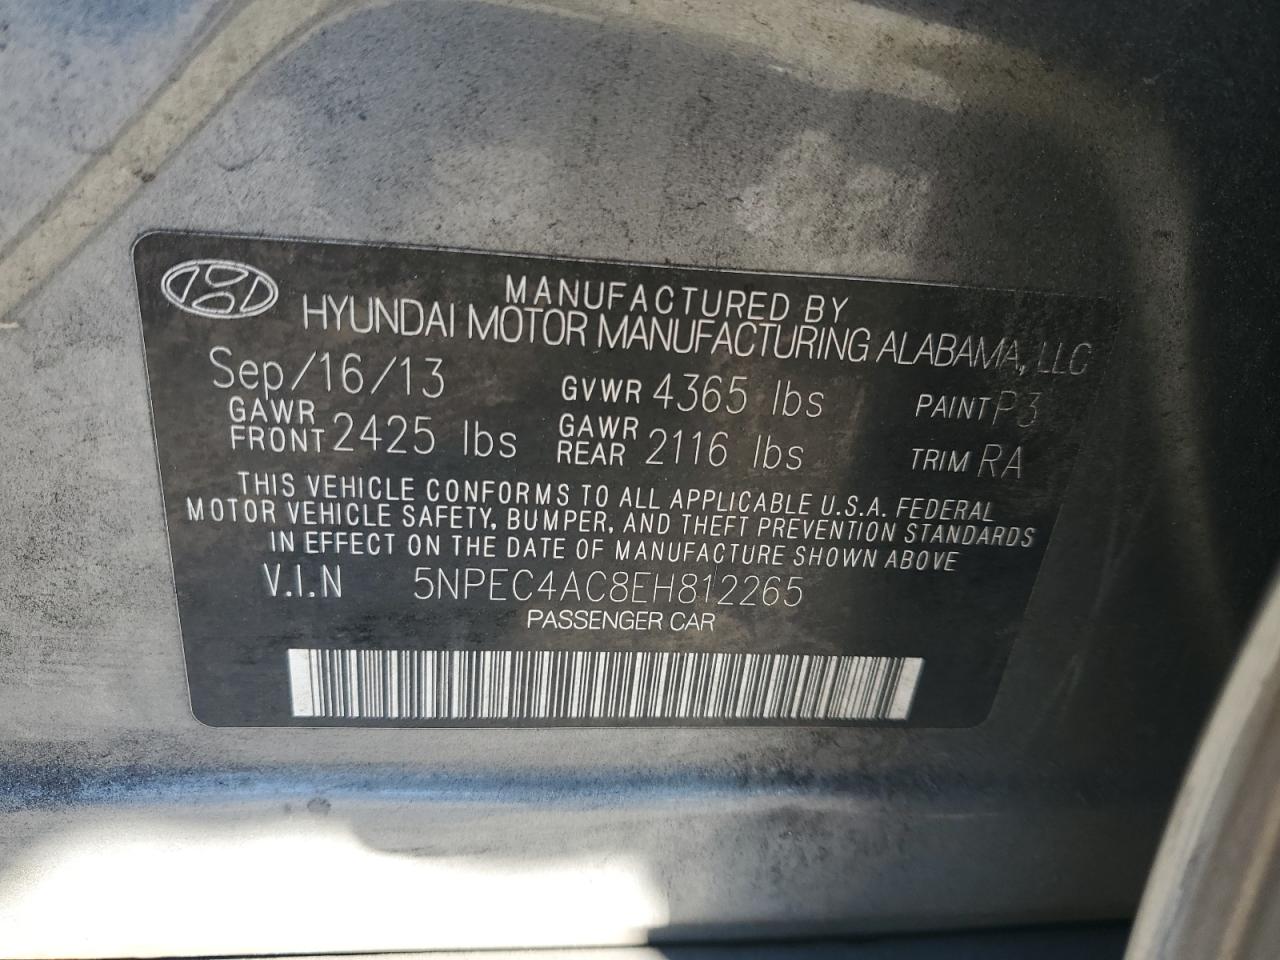 MANUFACTURED BY
HYUNDAI MOTOR MANUFACTURING ALABAMA, LLC
Sep/16/13 GVWR 4365 lbs PAINT P3
GAWR FRONT 2425 lbs GAWR REAR 2116 lbs TRIM RA
THIS VEHICLE CONFORMS TO ALL APPLICABLE U.S.A. FEDERAL
MOTOR VEHICLE SAFETY, BUMPER, AND THEFT PREVENTION STANDARDS
IN EFFECT ON THE DATE OF MANUFACTURE SHOWN ABOVE
V.I.N 5NPEC4AC8EH812265
PASSENGER CAR